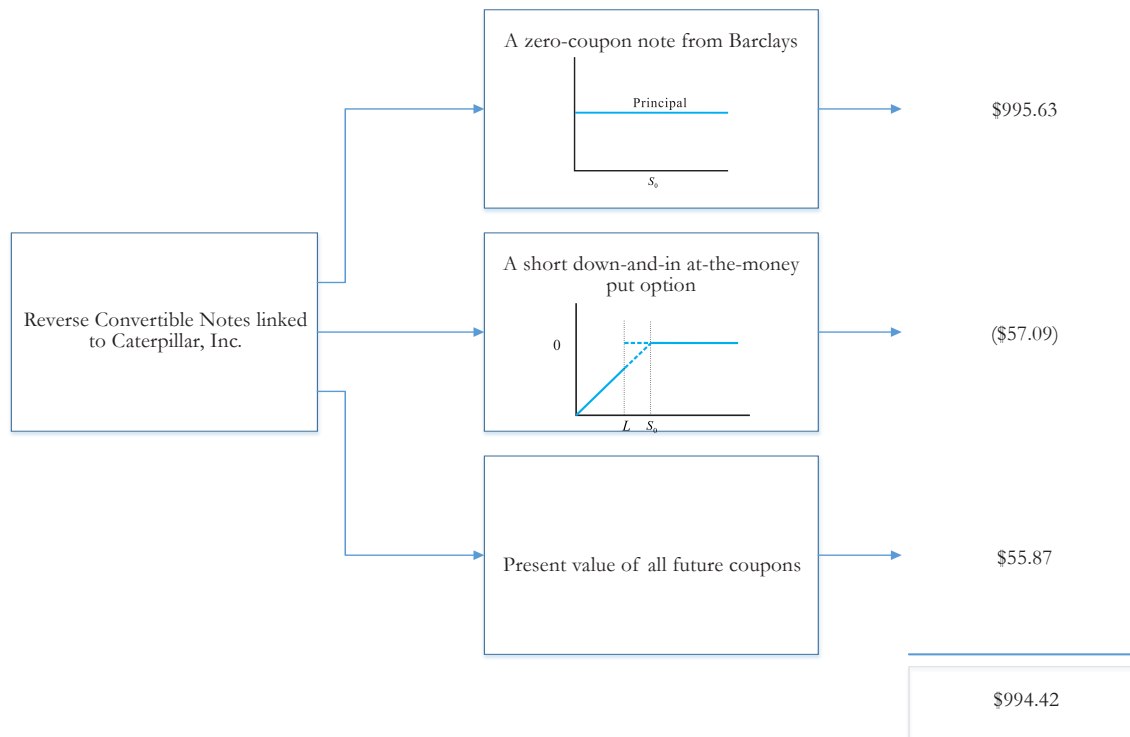 A zero-coupon note from Barclays
Principal
S₀
$995.63
Reverse Convertible Notes linked
to Caterpillar, Inc.
A short down-and-in at-the-money
put option
0
L S₀
($57.09)
Present value of all future coupons
$55.87
$994.42